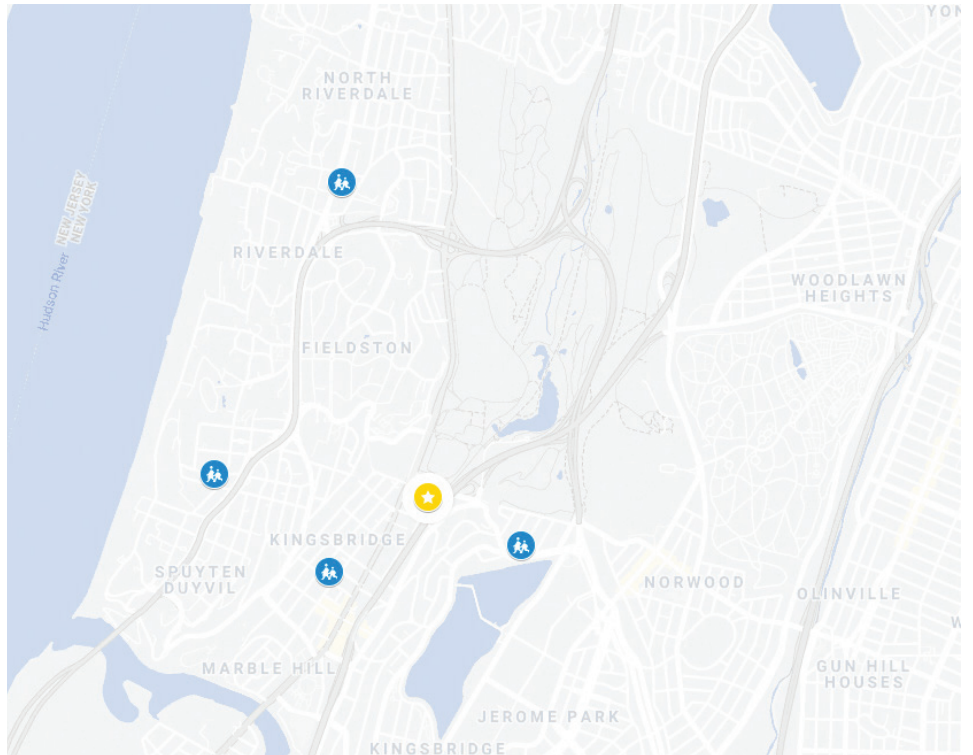 YON
NORTH
RIVERDALE
NEW JERSEY
NEW YORK
RIVERDALE
Hudson River
WOODLAWN
HEIGHTS
FIELDSTON
KINGSBRIDGE
SPUYTEN
DUYVIL
NORWOOD
OLINVILLE
W
MARBLE HILL
GUN HILL
HOUSES
JEROME PARK
KINGSBRIDGE